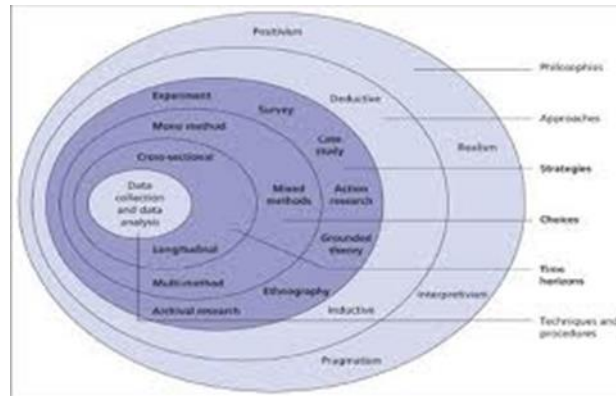 Positivism
Philosophies
Experiment
Survey
Deductive
Approaches
Mono method
Case
study
Realism
Cross-sectional
Strategies
Data
collection
and data
analysis
Mixed
methods
Action
research
Choices
Grounded
theory
Longitudinal
Time
horizons
Multi-method
Ethnography
Interpretivism
Archival research
Inductive
Techniques and
procedures
Pragmatism